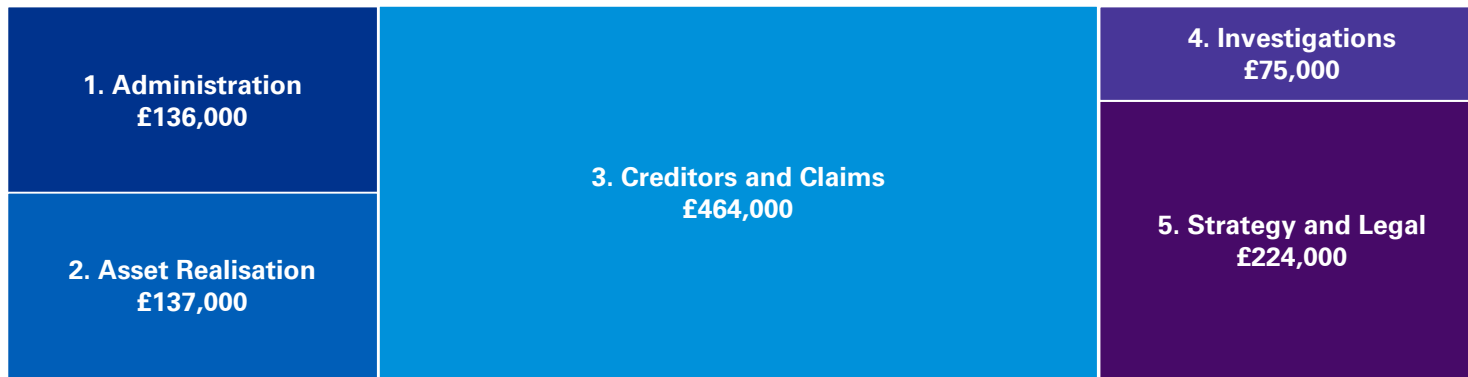 1. Administration
£136,000
2. Asset Realisation
£137,000
3. Creditors and Claims
£464,000
4. Investigations
£75,000
5. Strategy and Legal
£224,000